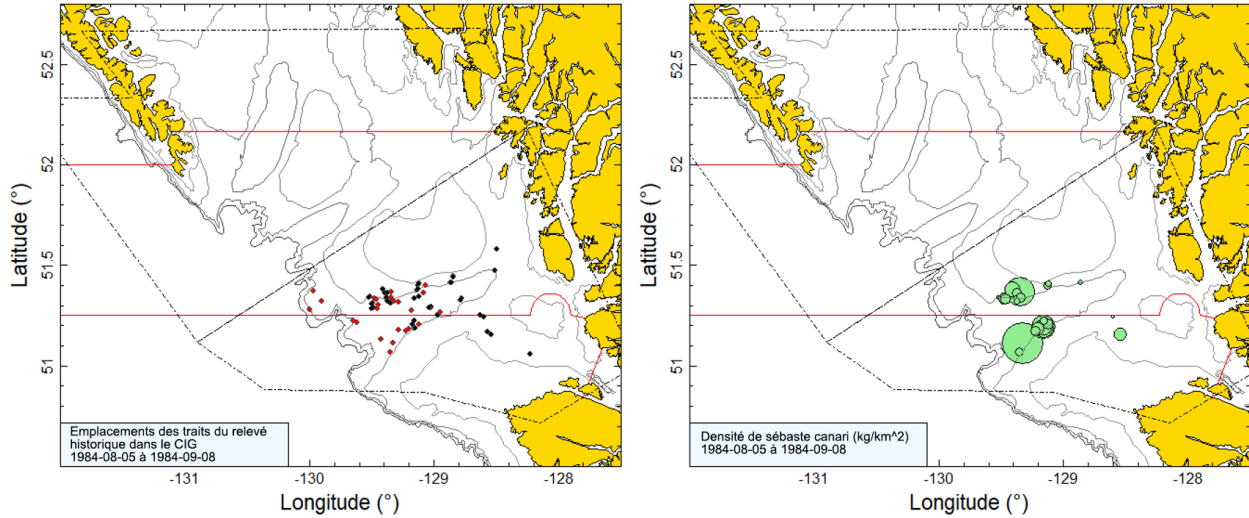 52.5
52
51.5
51
Latitude (°)
-131
-130
-129
-128
Longitude (°)
Emplacements des traits du relevé
historique dans le CIG
1984-08-05 à 1984-09-08
52.5
52
51.5
51
Latitude (°)
-131
-130
-129
-128
Longitude (°)
Densité de sébaste canari (kg/km^2)
1984-08-05 à 1984-09-08